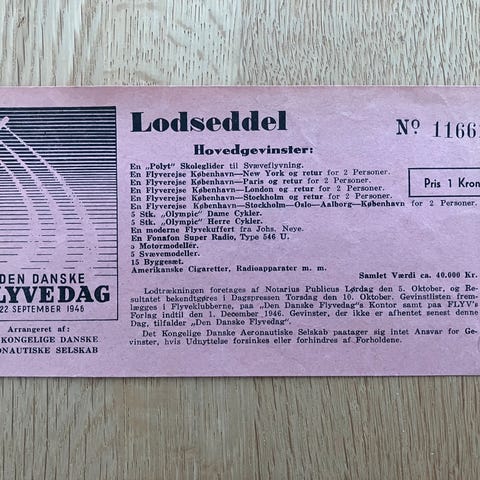 DEN DANSKE
LYVEDAG
22 SEPTEMBER 1946
Arrangeret af:
KONGELIGE DANSKE
ONAUTISKE SELSKAB
Lodseddel
Nº 1166
Hovedgevinster:
En „Polyt" Skoleglider til Svæveflyvning.
En Flyverejse København—New York og retur for 2 Personer.
En Flyverejse København—Paris og retur for 2 Personer.
En Flyverejse København—London og retur for 2 Personer.
En Flyverejse København—Stockholm og retur for 2 Personer.
En Flyverejse København—Stockholm—Oslo—Aalborg—København for 2 Personer.
5 Stk. „Olympic" Dame Cykler.
5 Stk. „Olympic" Herre Cykler.
En moderne Flyvekuffert fra Johs. Neye.
En Fonafon Super Radio, Type 546 U.
5 Motormodeller.
5 Svævemodeller.
15 Byggesæt.
Amerikanske Cigaretter, Radioapparater m. m.
Pris 1 Kron
Samlet Værdi ca. 40.000 Kr.
Lodtrækningen foretages af Notarius Publicus Lørdag den 5. Oktober, og Re-
sultatet bekendtgøres i Dagspressen Torsdag den 10. Oktober. Gevinstlisten frem-
lægges i Flyveklubberne, paa „Den Danske Flyvedag"s Kontor samt paa FLYV's
Forlag indtil den 1. December 1946. Gevinster, der ikke er afhentet senest denne
Dag, tilfalder „Den Danske Flyvedag".
Det Kongelige Danske Aeronautiske Selskab paatager sig intet Ansvar for Ge-
vinster, hvis Udnyttelse forsinkes eller forhindres af Forholdene.